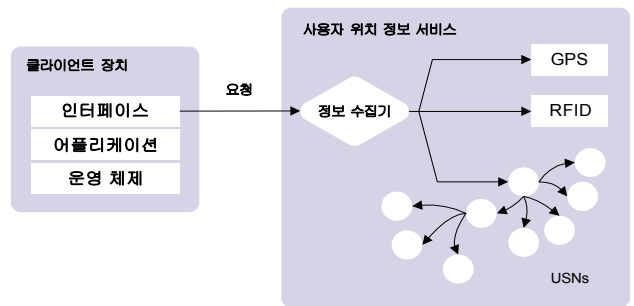 클라이언트 장치
인터페이스
어플리케이션
운영 체제
요청
사용자 위치 정보 서비스
정보 수집기
GPS
RFID
USNs